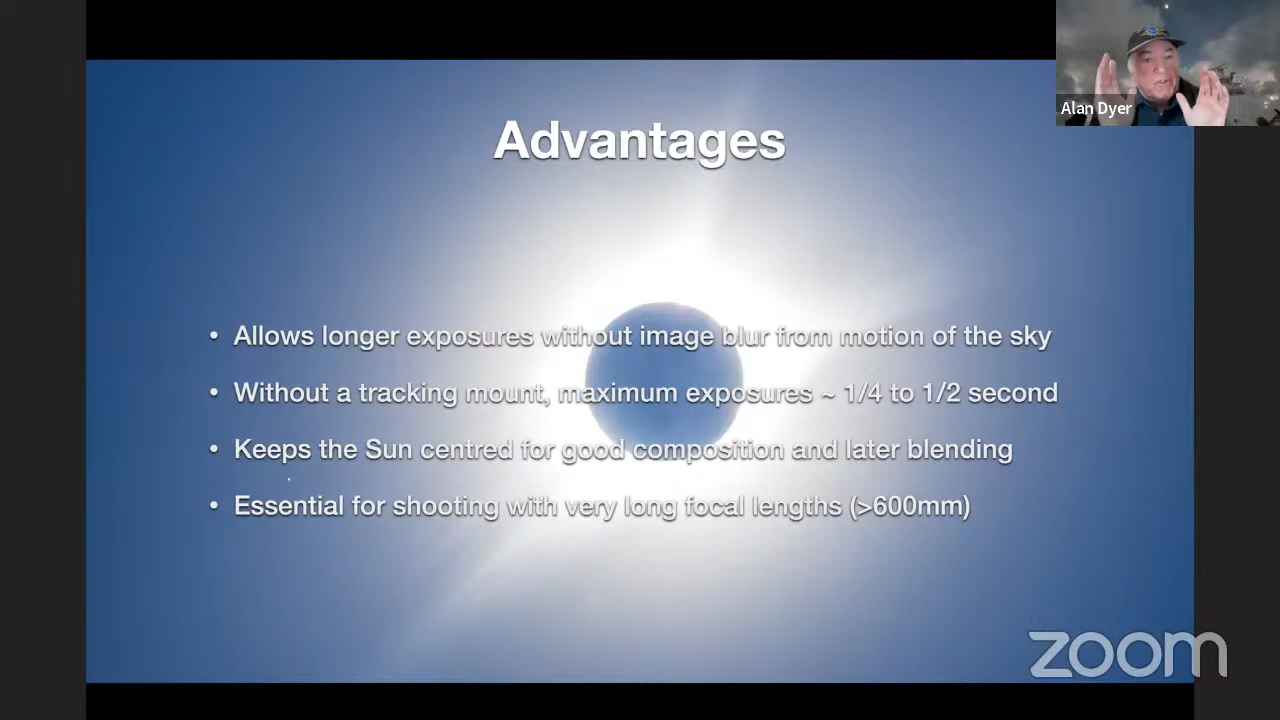 Advantages
Alan Dyer
• Allows longer exposures without image blur from motion of the sky
• Without a tracking mount, maximum exposures ~ 1/4 to 1/2 second
• Keeps the Sun centred for good composition and later blending
• Essential for shooting with very long focal lengths (>600mm)
zoom